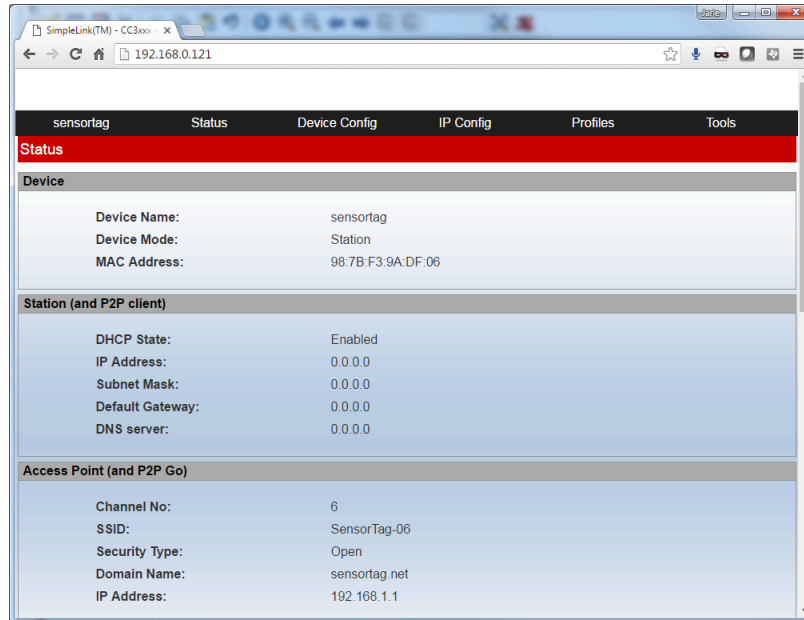 Jarle
SimpleLink(TM) - CC3xxx
192.168.0.121
sensortag Status Device Config IP Config Profiles Tools
Status
Device
Device Name: sensortag
Device Mode: Station
MAC Address: 98:7B:F3:9A:DF:06
Station (and P2P client)
DHCP State: Enabled
IP Address: 0.0.0.0
Subnet Mask: 0.0.0.0
Default Gateway: 0.0.0.0
DNS server: 0.0.0.0
Access Point (and P2P Go)
Channel No: 6
SSID: SensorTag-06
Security Type: Open
Domain Name: sensortag.net
IP Address: 192.168.1.1